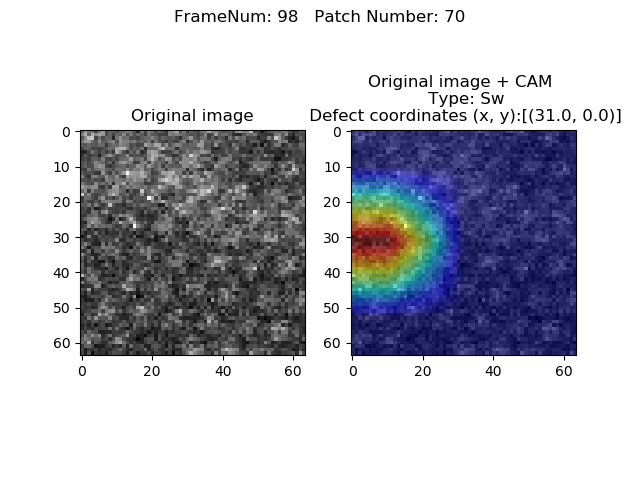 FrameNum: 98   Patch Number: 70
Original image
0
10
20
30
40
50
60
0 20 40 60
Original image + CAM
Type: Sw
Defect coordinates (x, y):[(31.0, 0.0)]
0
10
20
30
40
50
60
0 20 40 60